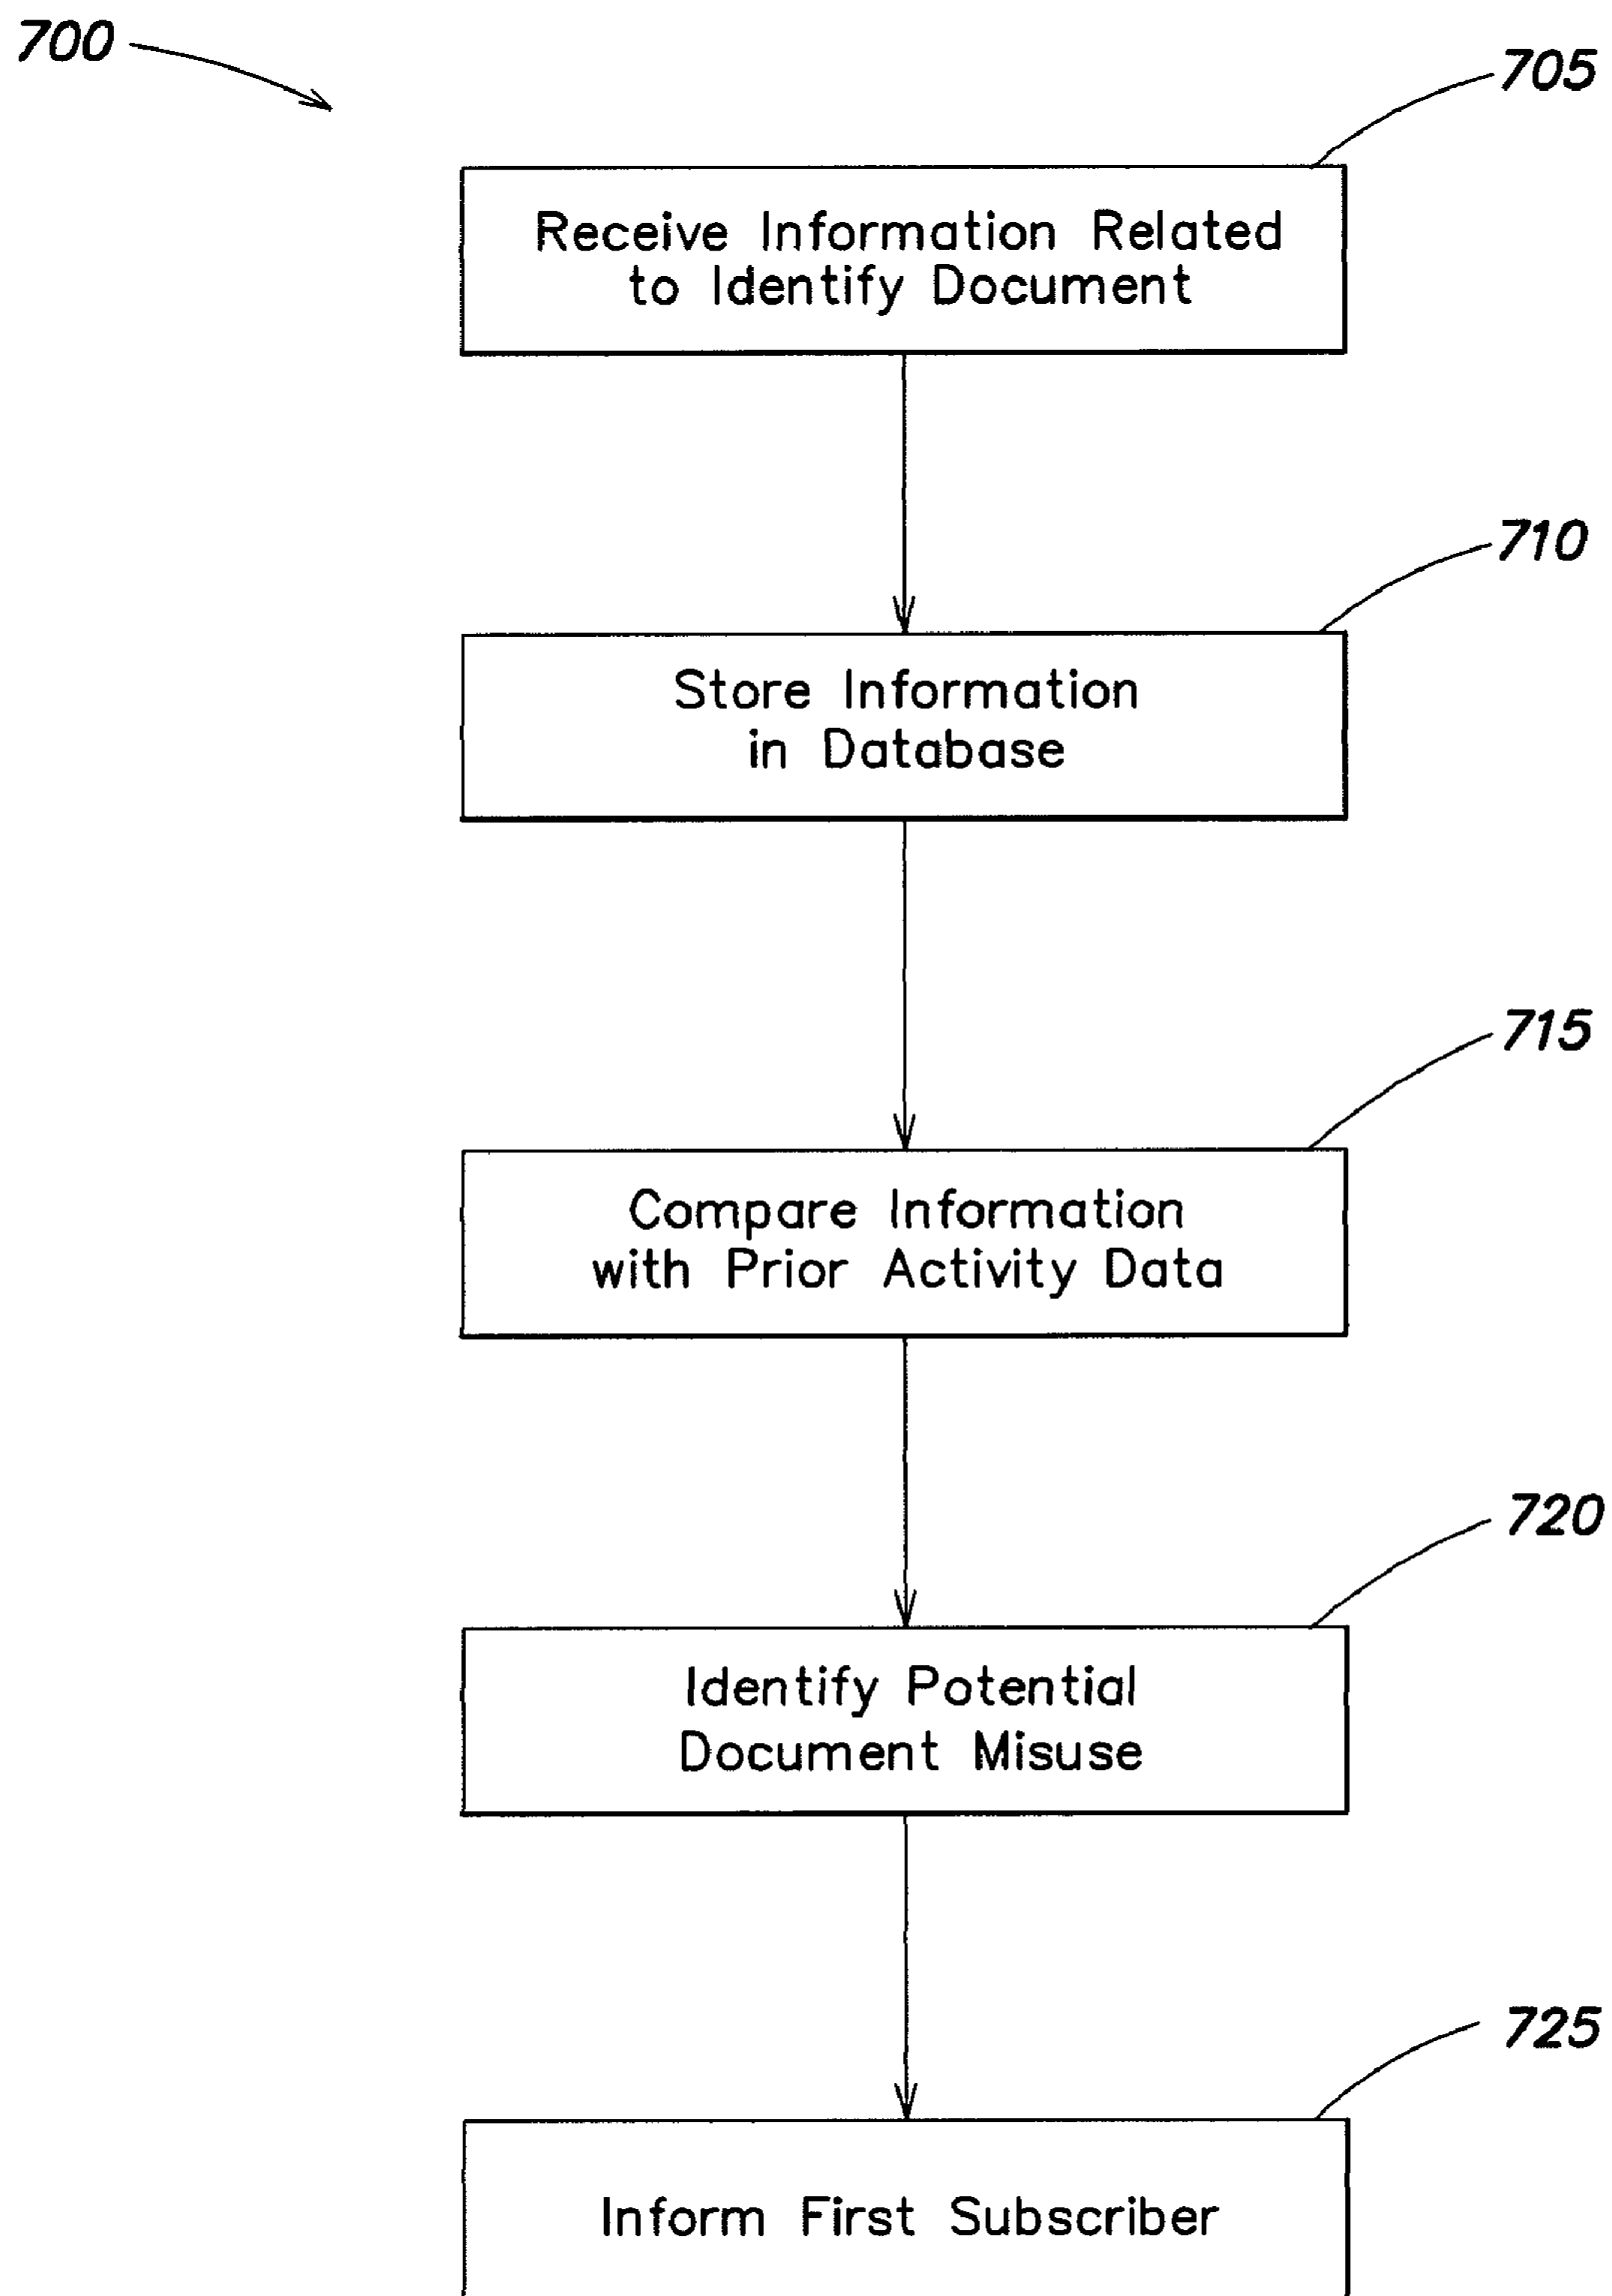 700
705
Receive Information Related
to Identify Document
710
Store Information
in Database
715
Compare Information
with Prior Activity Data
720
Identify Potential
Document Misuse
725
Inform First Subscriber